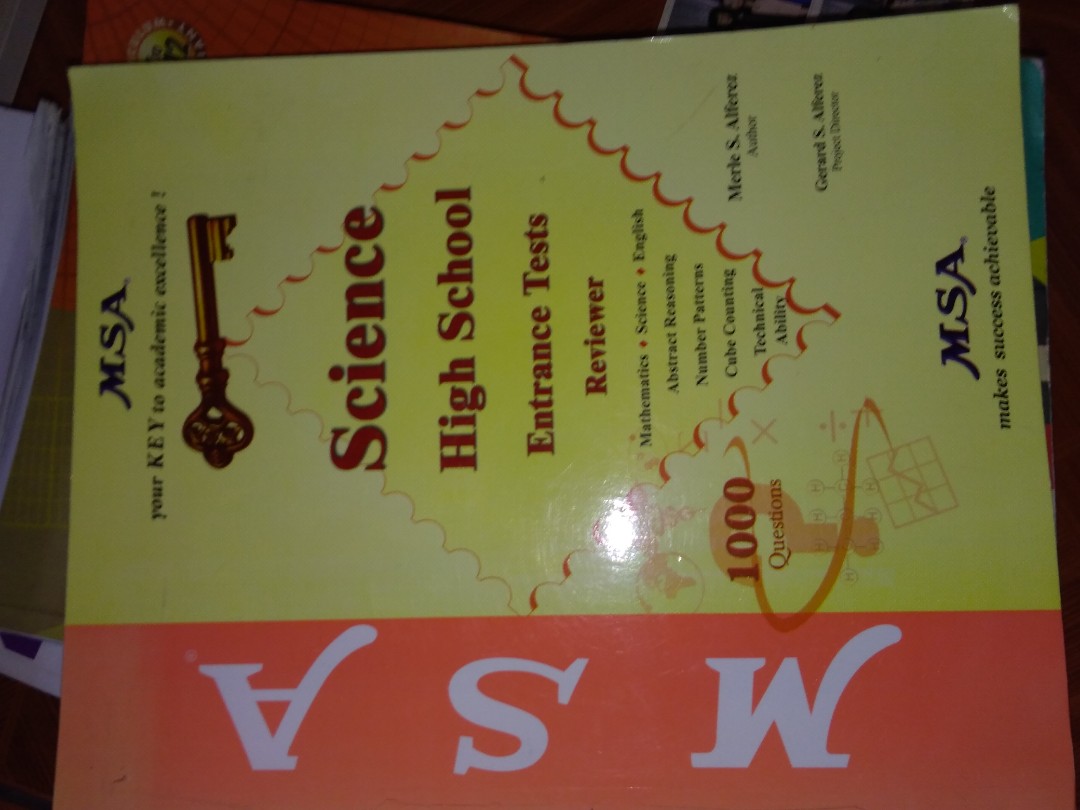 MSA
your KEY to academic excellence!
Science
High School
Entrance Tests
Reviewer
Mathematics • Science • English
Abstract Reasoning
Number Patterns
Cube Counting
Technical
Ability
1000
Questions
Merle S. Alferez
Author
Gerard S. Alferez
Project Director
MSA
makes success achievable
MSA